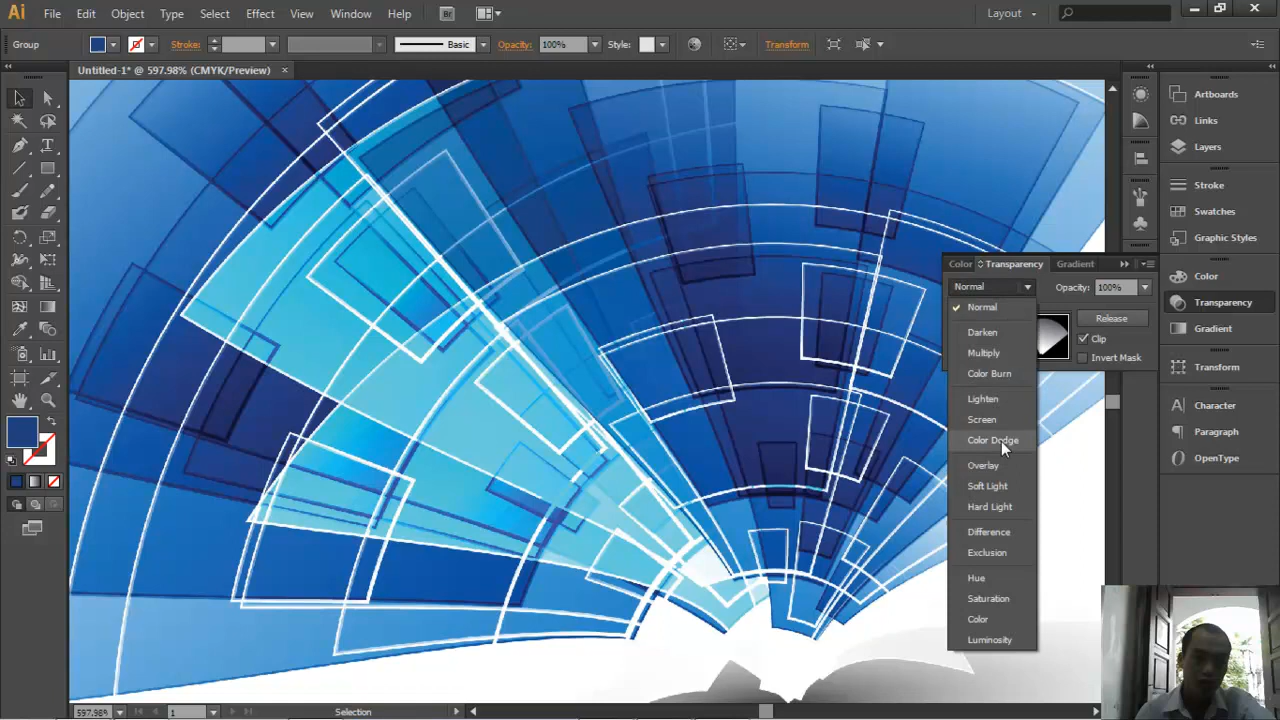 Ai File Edit Object Type Select Effect View Window Help Br Layout
Group Stroke: Basic Opacity: 100% Style: Transform
Untitled-1* @ 597.98% (CMYK/Preview)
Artboards
Links
Layers
Stroke
Swatches
Graphic Styles
Color
Transparency
Gradient
Transform
Character
Paragraph
OpenType
Color Transparency Gradient
Normal Opacity: 100%
Release
Clip
Invert Mask
Normal
Darken
Multiply
Color Burn
Lighten
Screen
Color Dodge
Overlay
Soft Light
Hard Light
Difference
Exclusion
Hue
Saturation
Color
Luminosity
597.98% 1 Selection